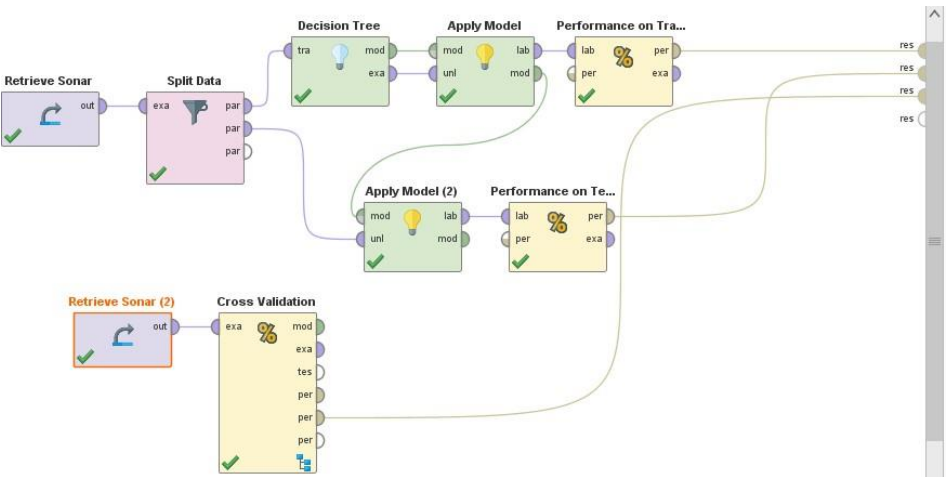 Decision Tree
tra
mod
exa
Apply Model
mod
lab
unl
mod
Performance on Tra...
lab
per
per
exa
res
res
res
res
Retrieve Sonar
out
Split Data
exa
par
par
par
Apply Model (2)
mod
lab
unl
mod
Performance on Te...
lab
per
per
exa
Retrieve Sonar (2)
out
Cross Validation
exa
mod
exa
tes
per
per
per